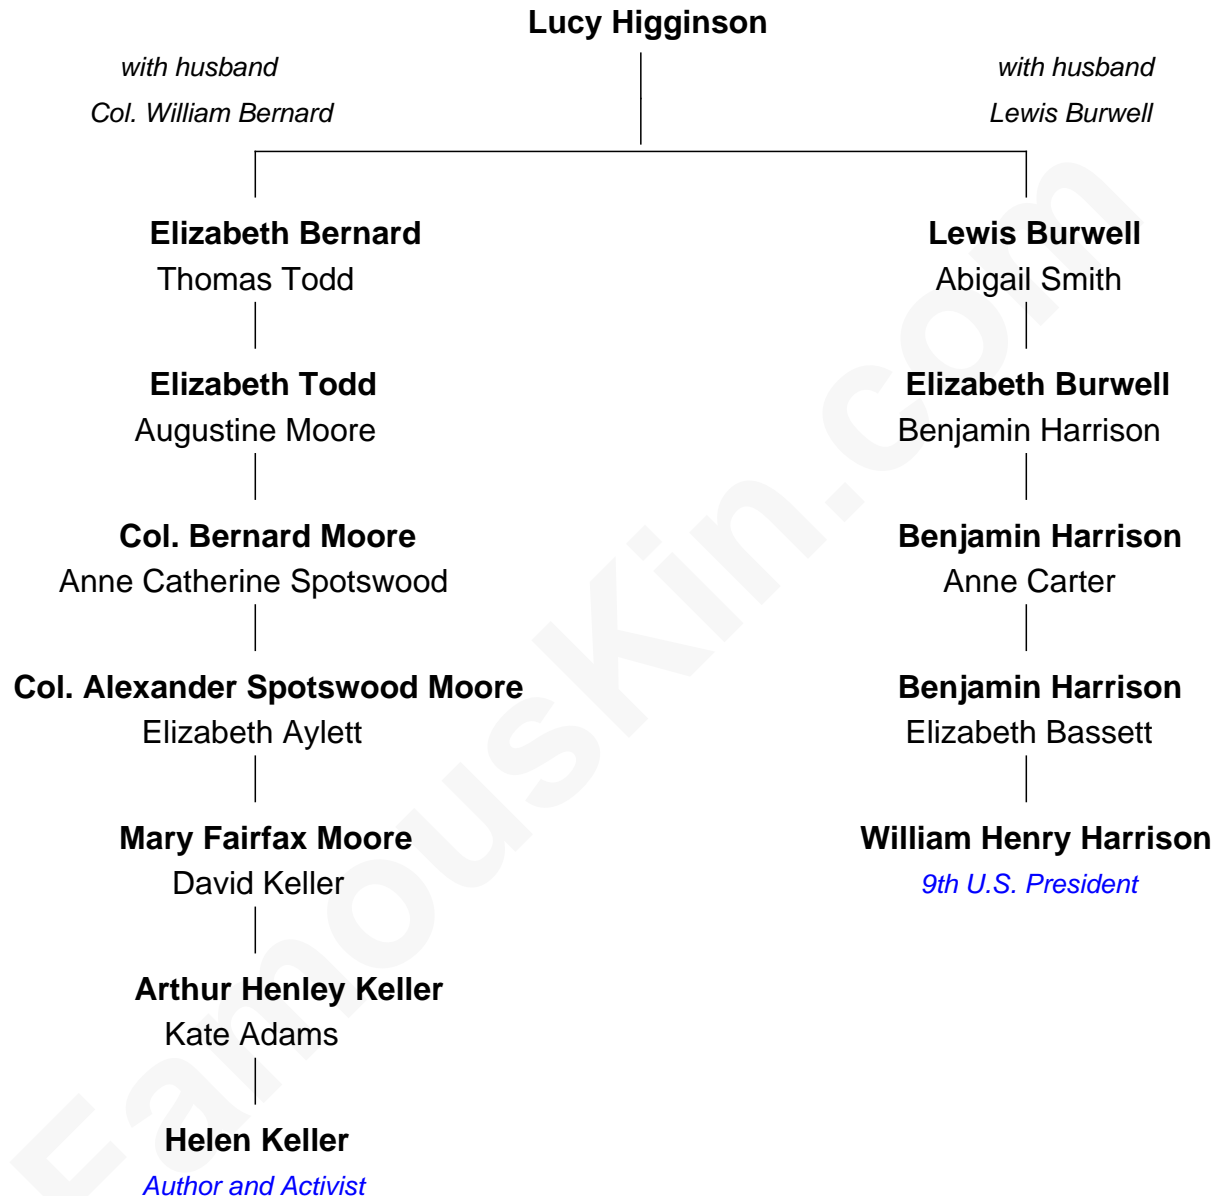 Lucy Higginson
with husband
Col. William Bernard
with husband
Lewis Burwell
Elizabeth Bernard
Thomas Todd
Lewis Burwell
Abigail Smith
Elizabeth Todd
Augustine Moore
Elizabeth Burwell
Benjamin Harrison
Col. Bernard Moore
Anne Catherine Spotswood
Benjamin Harrison
Anne Carter
Col. Alexander Spotswood Moore
Elizabeth Aylett
Benjamin Harrison
Elizabeth Bassett
Mary Fairfax Moore
David Keller
William Henry Harrison
9th U.S. President
Arthur Henley Keller
Kate Adams
Helen Keller
Author and Activist
FamousKin.com